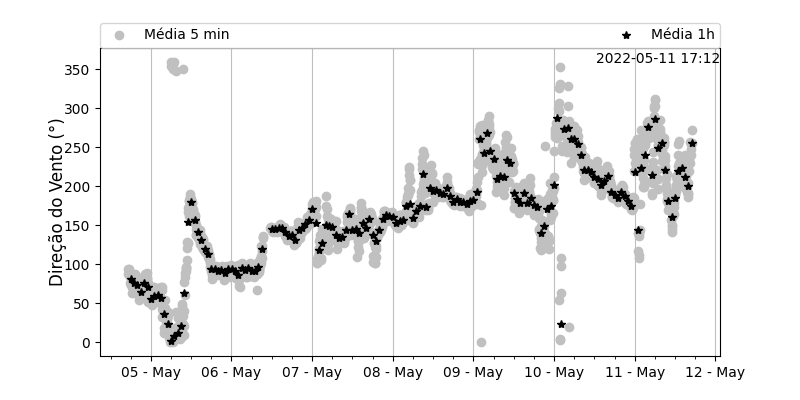 Média 5 min
Média 1h
2022-05-11 17:12
Direção do Vento (°)
350
300
250
200
150
100
50
0
05 - May
06 - May
07 - May
08 - May
09 - May
10 - May
11 - May
12 - May